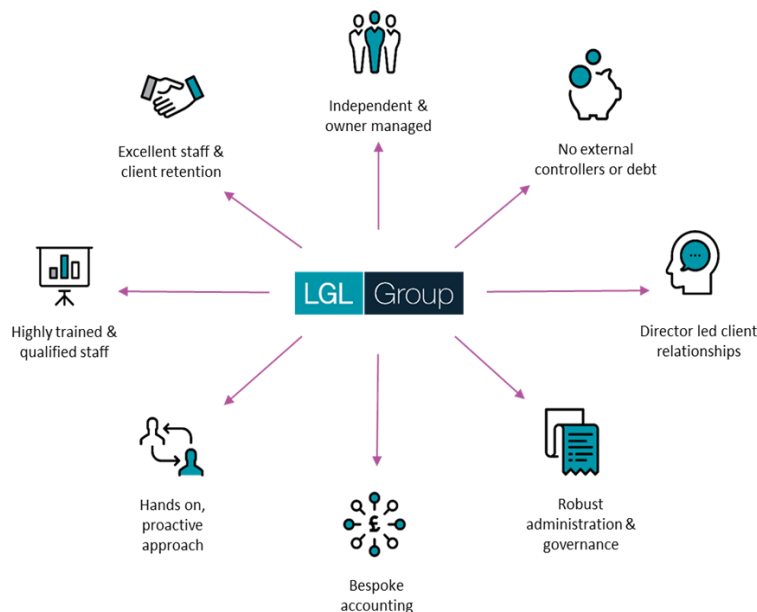 Independent &
owner managed
Excellent staff &
client retention
No external
controllers or debt
LGL Group
Highly trained &
qualified staff
Director led client
relationships
Hands on,
proactive
approach
£
Bespoke
accounting
Robust
administration &
governance